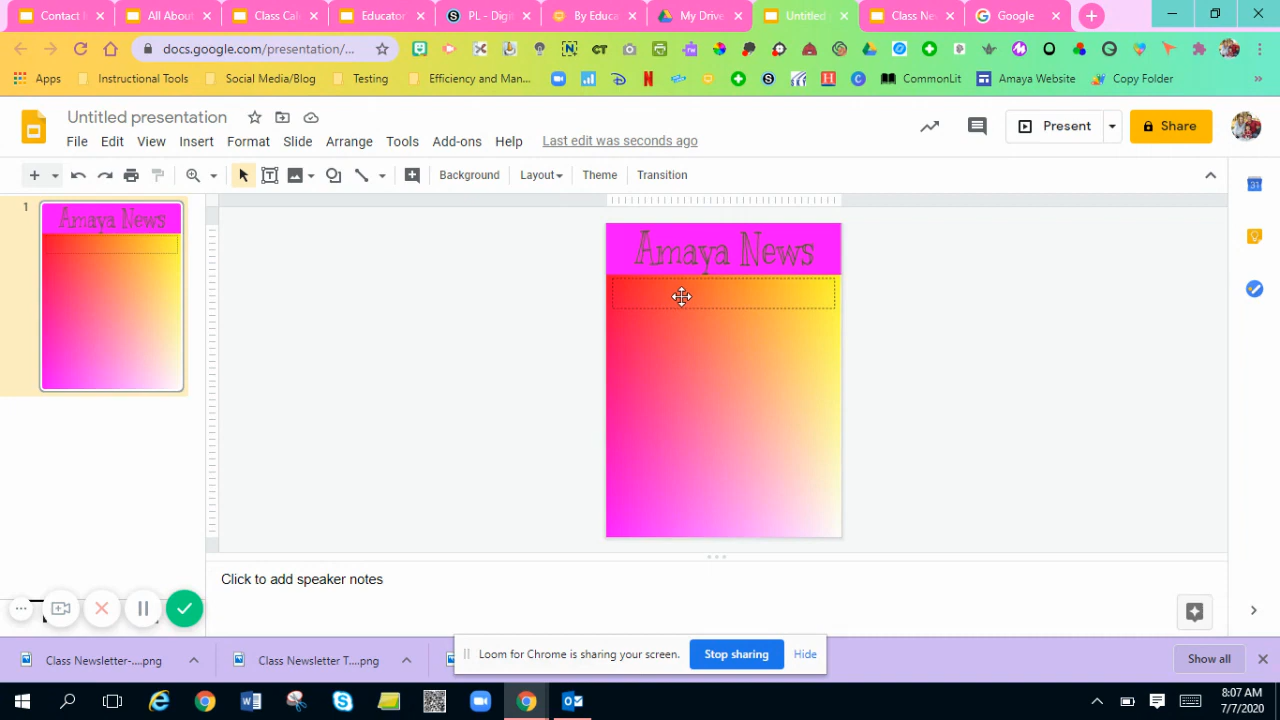 Contact
All About
Class Cal
Educator
PL - Digi
By Educa
My Drive
Untitled
Class Ne
Google
docs.google.com/presentation/...
Apps
Instructional Tools
Social Media/Blog
Testing
Efficiency and Man...
CommonLit
Amaya Website
Copy Folder
Untitled presentation
File Edit View Insert Format Slide Arrange Tools Add-ons Help Last edit was seconds ago
Present
Share
Background Layout Theme Transition
1
Amaya News
Amaya News
Click to add speaker notes
Class Newsletter-....png
Class Newsletter T....png
Loom for Chrome is sharing your screen. Stop sharing Hide
Show all
8:07 AM
7/7/2020